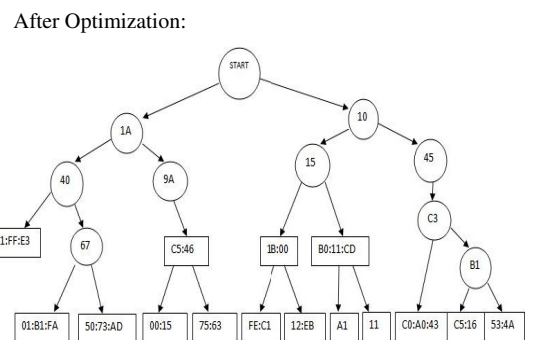 After Optimization:
START
1A
10
40
9A
15
45
1:FF:E3
67
C5:46
1B:00
B0:11:CD
C3
B1
01:B1:FA
50:73:AD
00:15
75:63
FE:C1
12:EB
A1
11
C0:A0:43
C5:16
53:4A